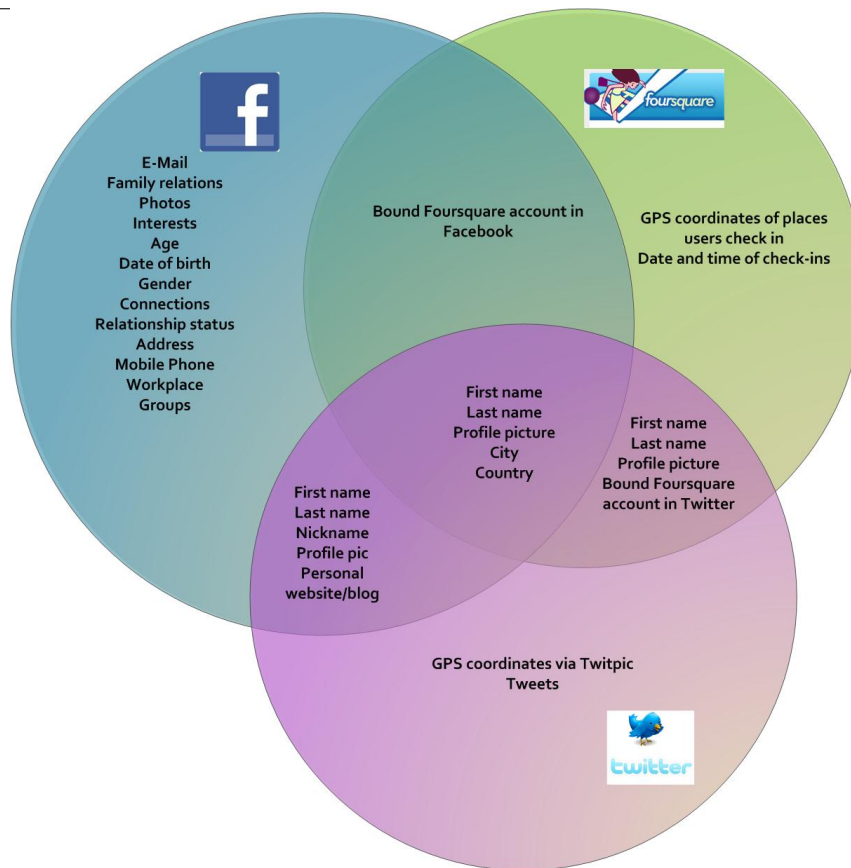 f
foursquare
E-Mail
Family relations
Photos
Interests
Age
Date of birth
Gender
Connections
Relationship status
Address
Mobile Phone
Workplace
Groups
Bound Foursquare account in
Facebook
GPS coordinates of places
users check in
Date and time of check-ins
First name
Last name
Profile picture
City
Country
First name
Last name
Profile picture
Bound Foursquare
account in Twitter
First name
Last name
Nickname
Profile pic
Personal
website/blog
GPS coordinates via Twitpic
Tweets
twitter